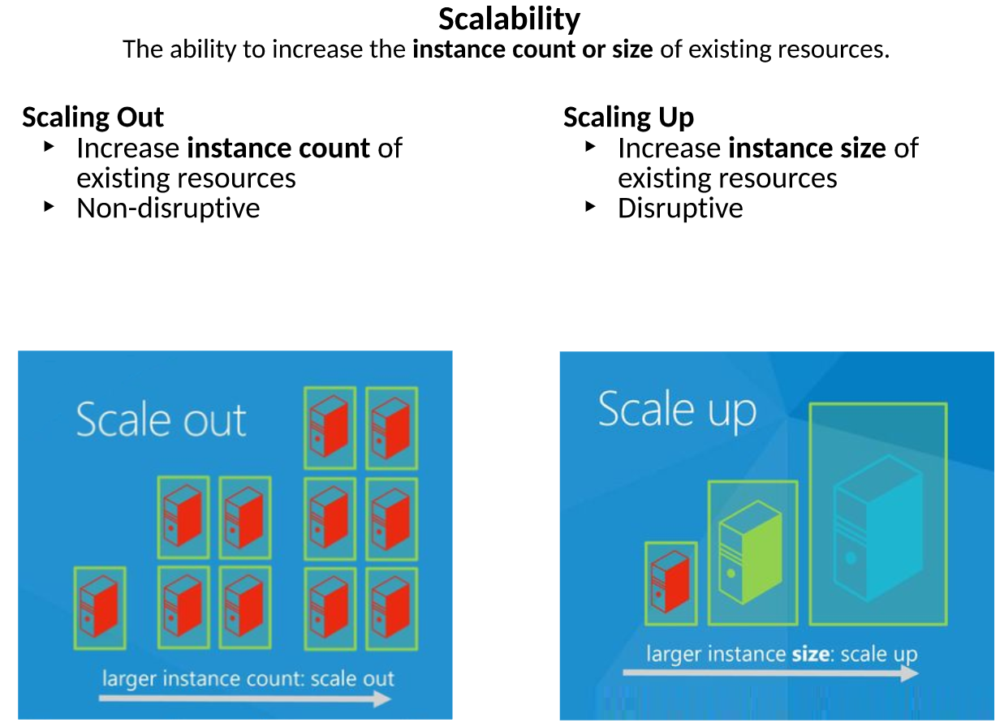 Scalability
The ability to increase the instance count or size of existing resources.
Scaling Out
‣ Increase instance count of
existing resources
‣ Non-disruptive
Scaling Up
‣ Increase instance size of
existing resources
‣ Disruptive
Scale out
larger instance count: scale out
Scale up
larger instance size: scale up